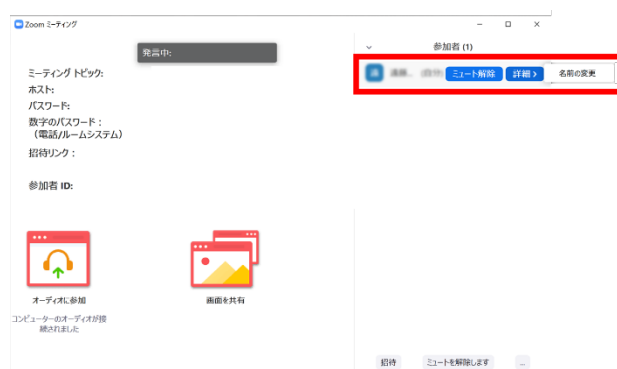 Zoom ミーティング
発言中:
参加者 (1)
(自分) ミュート解除 詳細 > 名前の変更
ミーティング トピック:
ホスト:
パスワード:
数字のパスワード：
（電話/ルームシステム）
招待リンク：
参加者 ID:
オーディオに参加
画面を共有
コンピューターのオーディオが接
続されました
招待 ミュートを解除します ...